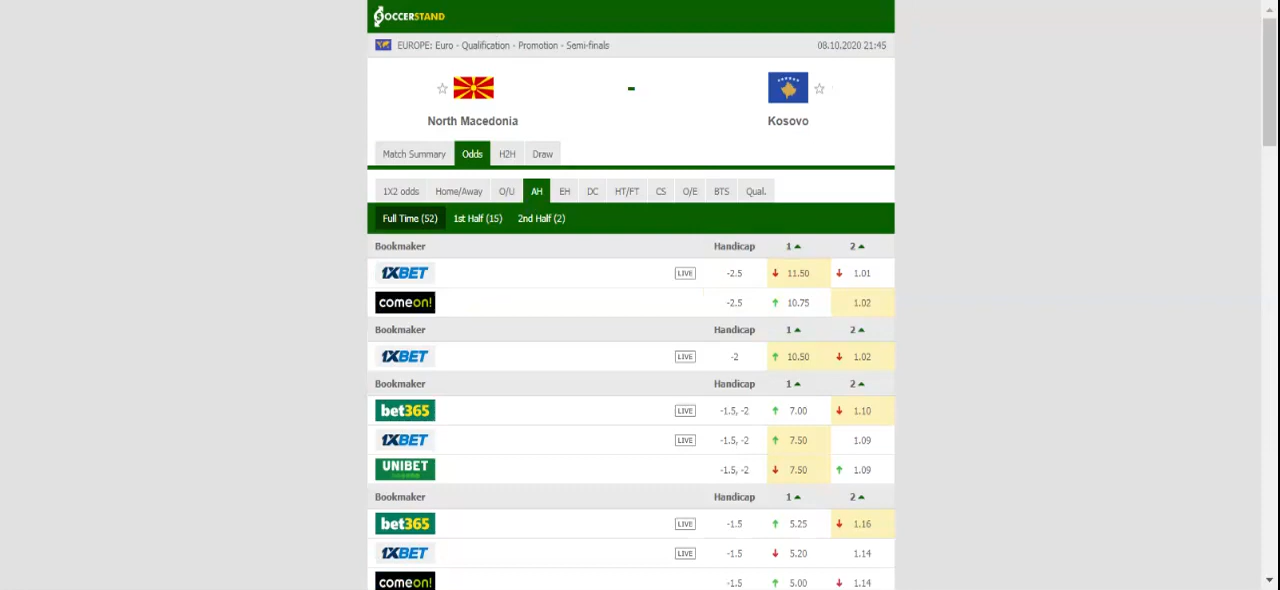 SOCCERSTAND
EUROPE: Euro - Qualification - Promotion - Semi-finals 08.10.2020 21:45
-
North Macedonia Kosovo
Match Summary Odds H2H Draw
1X2 odds Home/Away O/U AH EH DC HT/FT CS O/E BTS Qual.
Full Time (52) 1st Half (15) 2nd Half (2)
Bookmaker Handicap 1 2
1XBET LIVE -2.5 11.50 1.01
comeon! -2.5 10.75 1.02
Bookmaker Handicap 1 2
1XBET LIVE -2 10.50 1.02
Bookmaker Handicap 1 2
bet365 LIVE -1.5, -2 7.00 1.10
1XBET LIVE -1.5, -2 7.50 1.09
UNIBET -1.5, -2 7.50 1.09
Bookmaker Handicap 1 2
bet365 LIVE -1.5 5.25 1.16
1XBET LIVE -1.5 5.20 1.14
comeon! -1.5 5.00 1.14